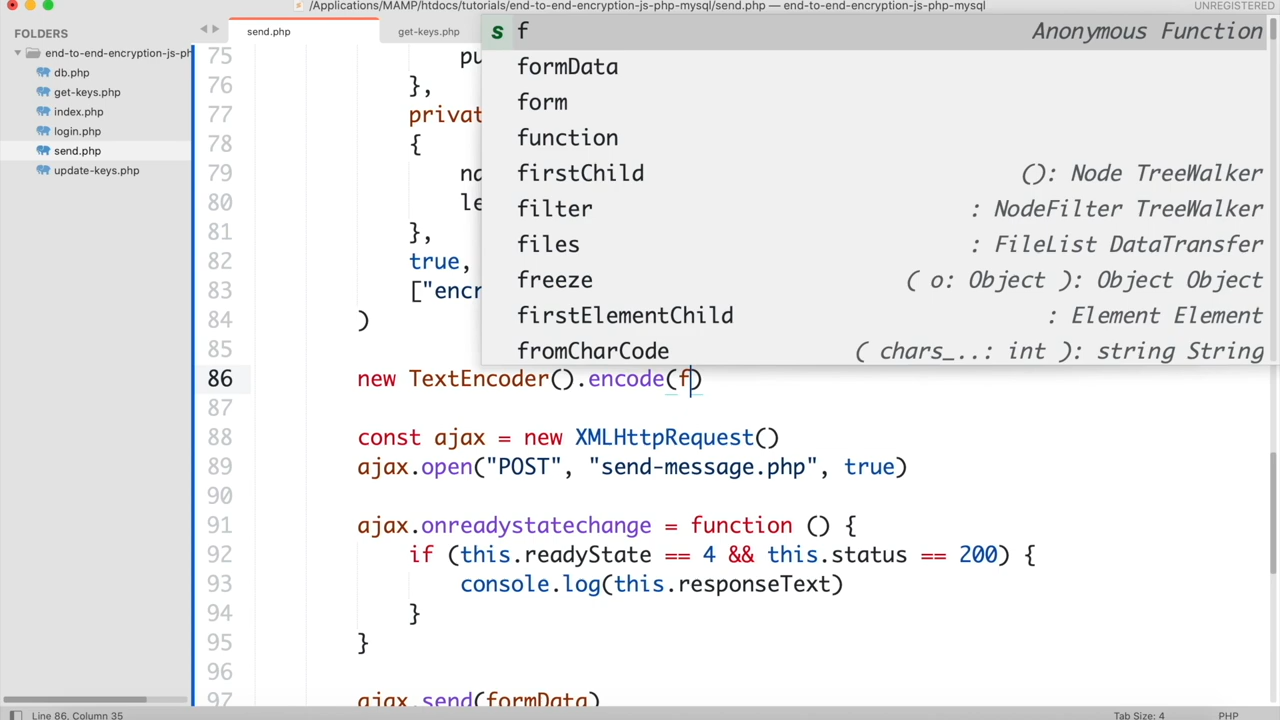 /Applications/MAMP/htdocs/tutorials/end-to-end-encryption-js-php-mysql/send.php — end-to-end-encryption-js-php-mysql
UNREGISTERED
FOLDERS
end-to-end-encryption-js-ph
db.php
get-keys.php
index.php
login.php
send.php
update-keys.php
send.php
get-keys.php
s f Anonymous Function
formData
form
function
firstChild (): Node TreeWalker
filter : NodeFilter TreeWalker
files : FileList DataTransfer
freeze ( o: Object ): Object Object
firstElementChild : Element Element
fromCharCode ( chars_..: int ): string String
75 pu
76 },
77 privat
78 {
79 na
80 le
81 },
82 true,
83 ["encr
84 )
85
86 new TextEncoder().encode(f)
87
88 const ajax = new XMLHttpRequest()
89 ajax.open("POST", "send-message.php", true)
90
91 ajax.onreadystatechange = function () {
92 if (this.readyState == 4 && this.status == 200) {
93 console.log(this.responseText)
94 }
95 }
96
97 ajax.send(formData)
Line 86, Column 35
Tab Size: 4
PHP